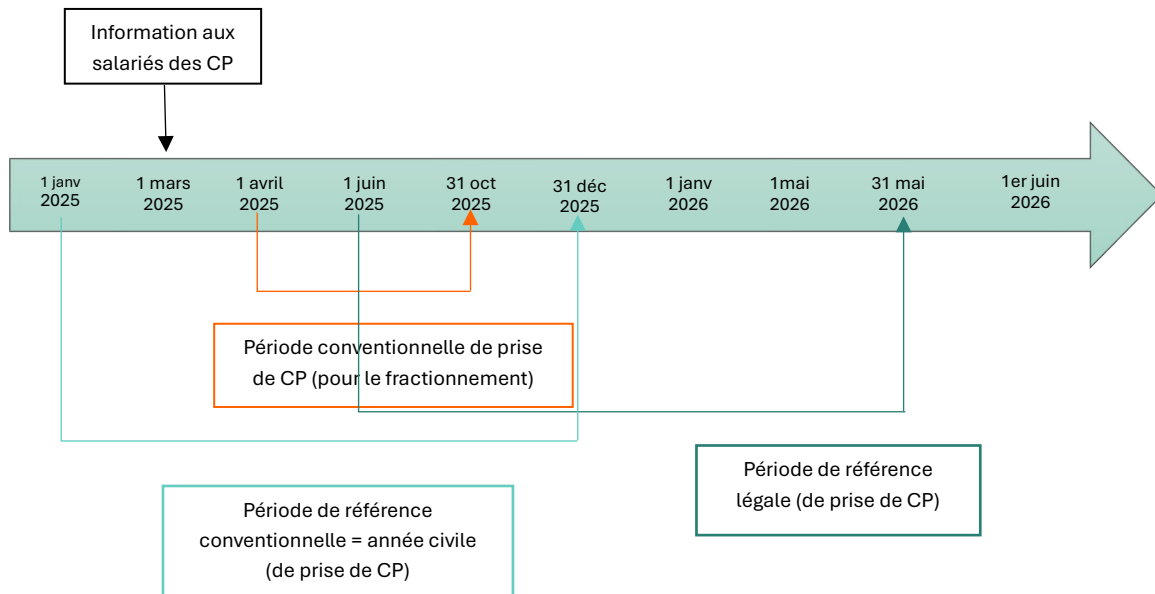 Information aux
salariés des CP
1 janv
2025
1 mars
2025
1 avril
2025
1 juin
2025
31 oct
2025
31 déc
2025
1 janv
2026
1mai
2026
31 mai
2026
1er juin
2026
Période conventionnelle de prise
de CP (pour le fractionnement)
Période de référence
légale (de prise de CP)
Période de référence
conventionnelle = année civile
(de prise de CP)